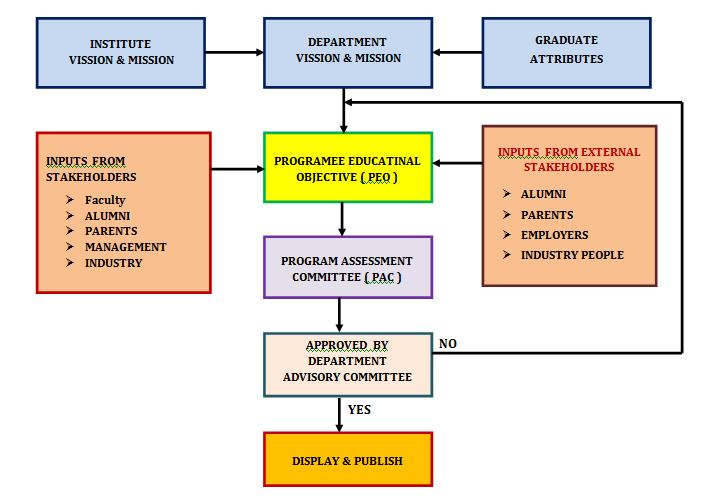 INSTITUTE
VISSION & MISSION
DEPARTMENT
VISSION & MISSION
GRADUATE
ATTRIBUTES
INPUTS FROM
STAKEHOLDERS
Faculty
ALUMNI
PARENTS
MANAGEMENT
INDUSTRY
PROGRAMEE EDUCATINAL
OBJECTIVE ( PEO )
INPUTS FROM EXTERNAL
STAKEHOLDERS
ALUMNI
PARENTS
EMPLOYERS
INDUSTRY PEOPLE
PROGRAM ASSESSMENT
COMMITTEE ( PAC )
APPROVED BY
DEPARTMENT
ADVISORY COMMITTEE
NO
YES
DISPLAY & PUBLISH